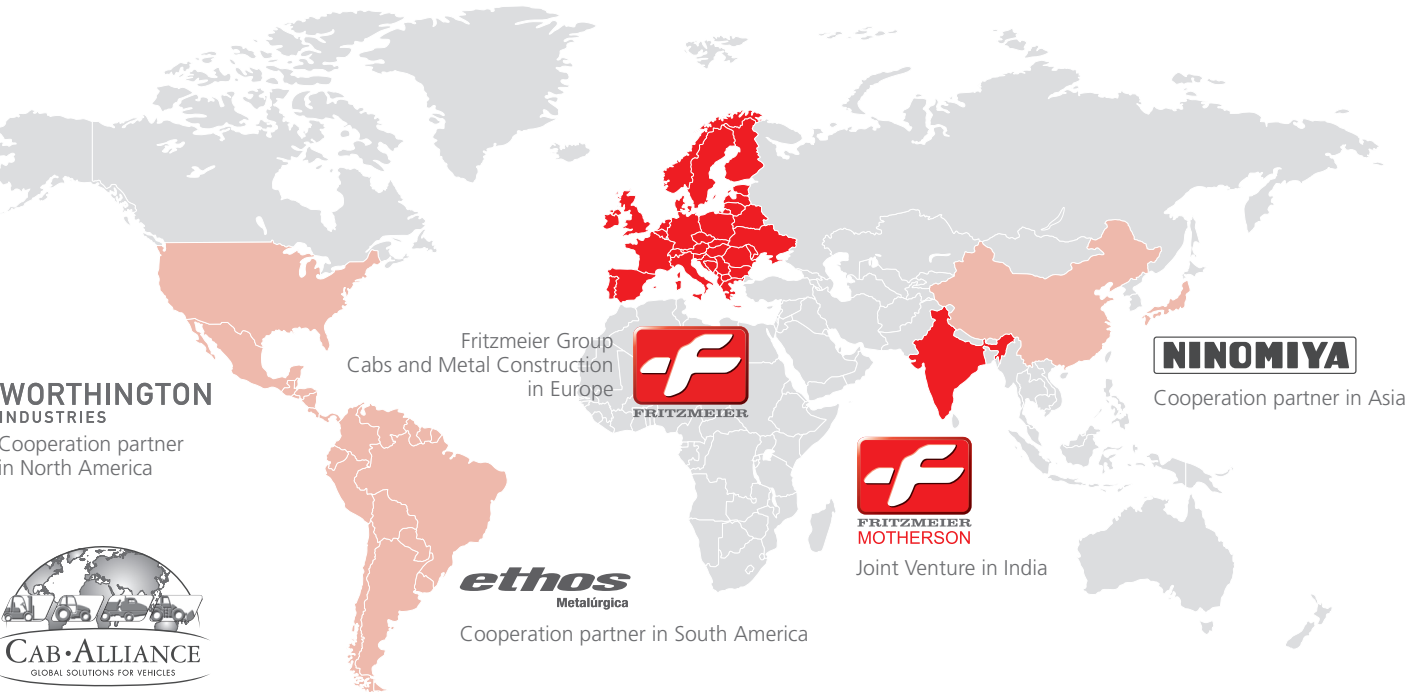 Fritzmeier Group
Cabs and Metal Construction
in Europe
FRITZMEIER
NINOMIYA
Cooperation partner in Asia
WORTHINGTON
INDUSTRIES
Cooperation partner
in North America
FRITZMEIER
MOTHERSON
Joint Venture in India
ethos
Metalúrgica
Cooperation partner in South America
CAB·ALLIANCE
GLOBAL SOLUTIONS FOR VEHICLES